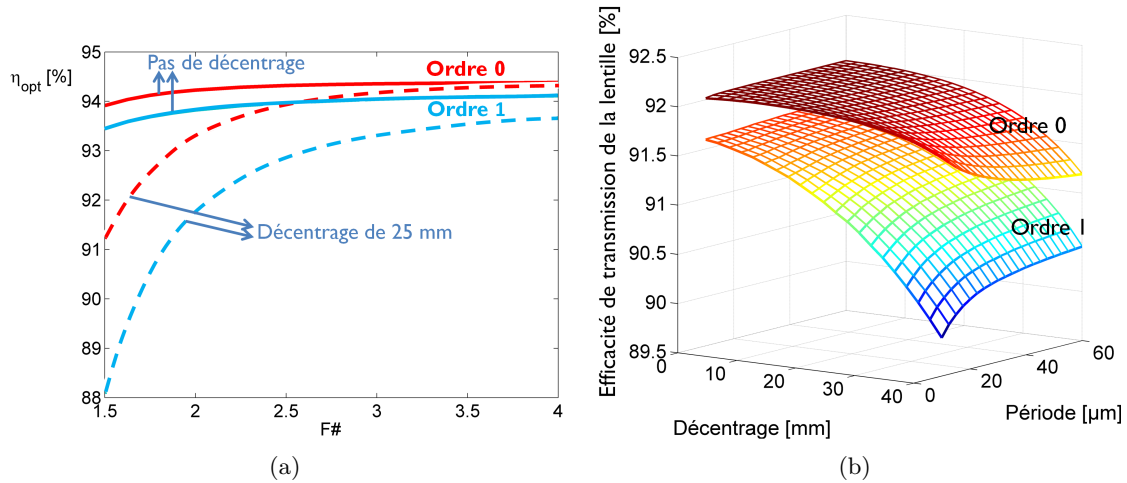 95
94
93
92
91
90
89
88
η_opt [%]
Pas de décentrage
Ordre 0
Ordre 1
Décentrage de 25 mm
1.5
2
2.5
3
3.5
4
F#
(a)
Efficacité de transmission de la lentille [%]
92.5
92
91.5
91
90.5
90
89.5
Ordre 0
Ordre 1
0
10
20
30
40
Décentrage [mm]
0
20
40
60
Période [µm]
(b)